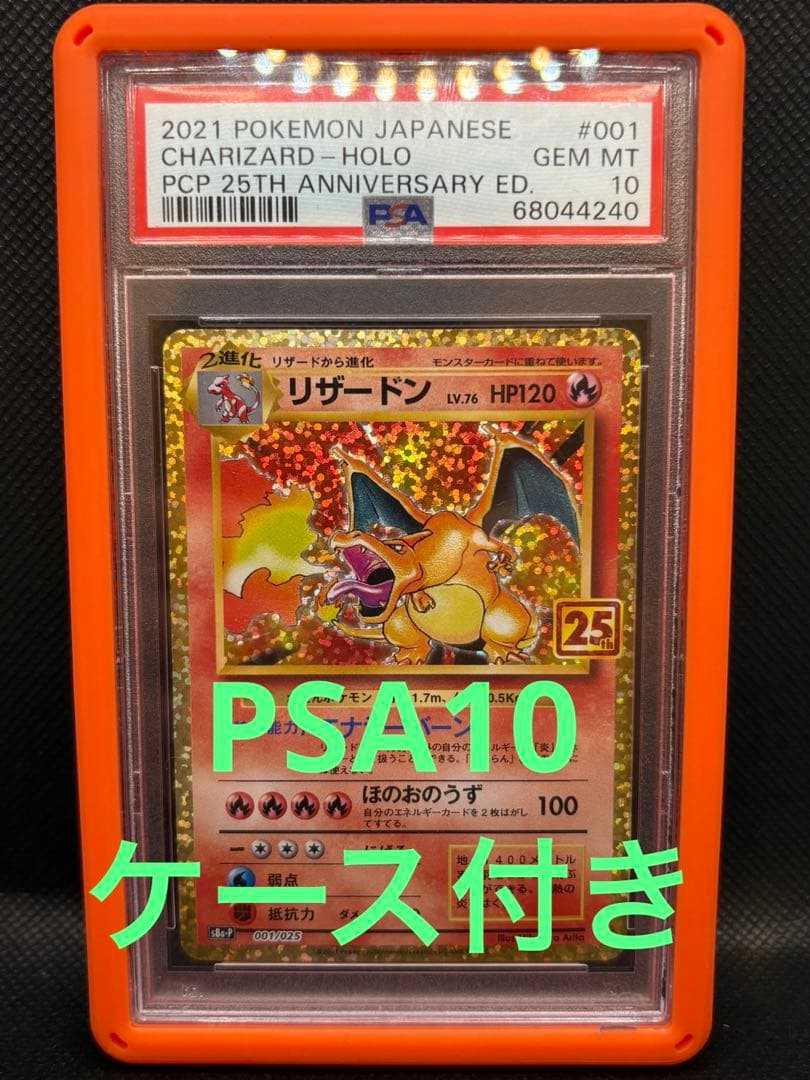 2021 POKEMON JAPANESE #001
CHARIZARD-HOLO GEM MT
PCP 25TH ANNIVERSARY ED. 10
PSA 68044240
2進化 リザードから進化 モンスターカードに重ねて使います。
リザードン LV.76 HP120
25th
PSA10
ほのおのうず 100
自分のエネルギーカードを2枚はがし
てすてる。
ケース付き
弱点
抵抗力
s8a-P 001/025
Arita